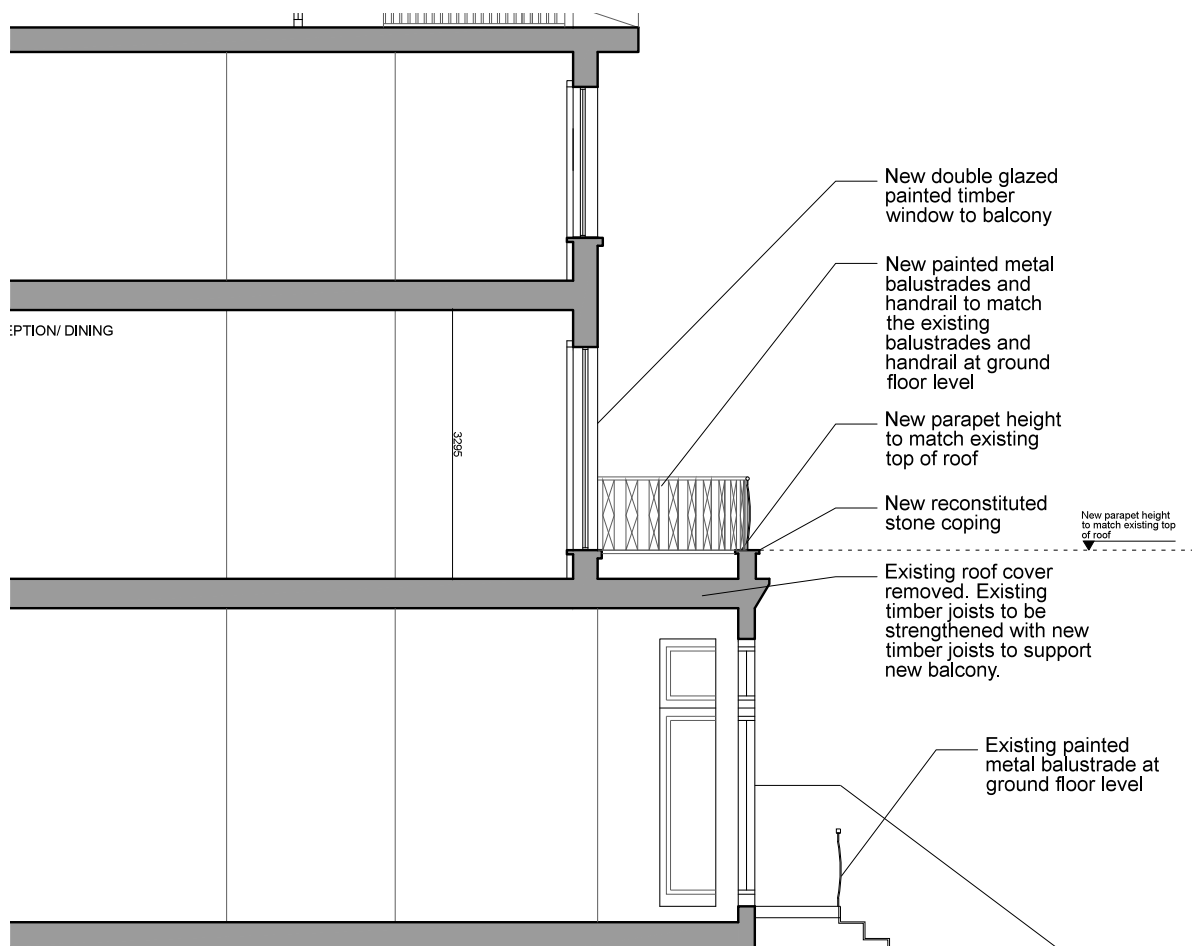 New double glazed
painted timber
window to balcony
New painted metal
balustrades and
handrail to match
the existing
balustrades and
handrail at ground
floor level
EPTION/ DINING
3295
New parapet height
to match existing
top of roof
New reconstituted
stone coping
New parapet height
to match existing top
of roof
Existing roof cover
removed. Existing
timber joists to be
strengthened with new
timber joists to support
new balcony.
Existing painted
metal balustrade at
ground floor level